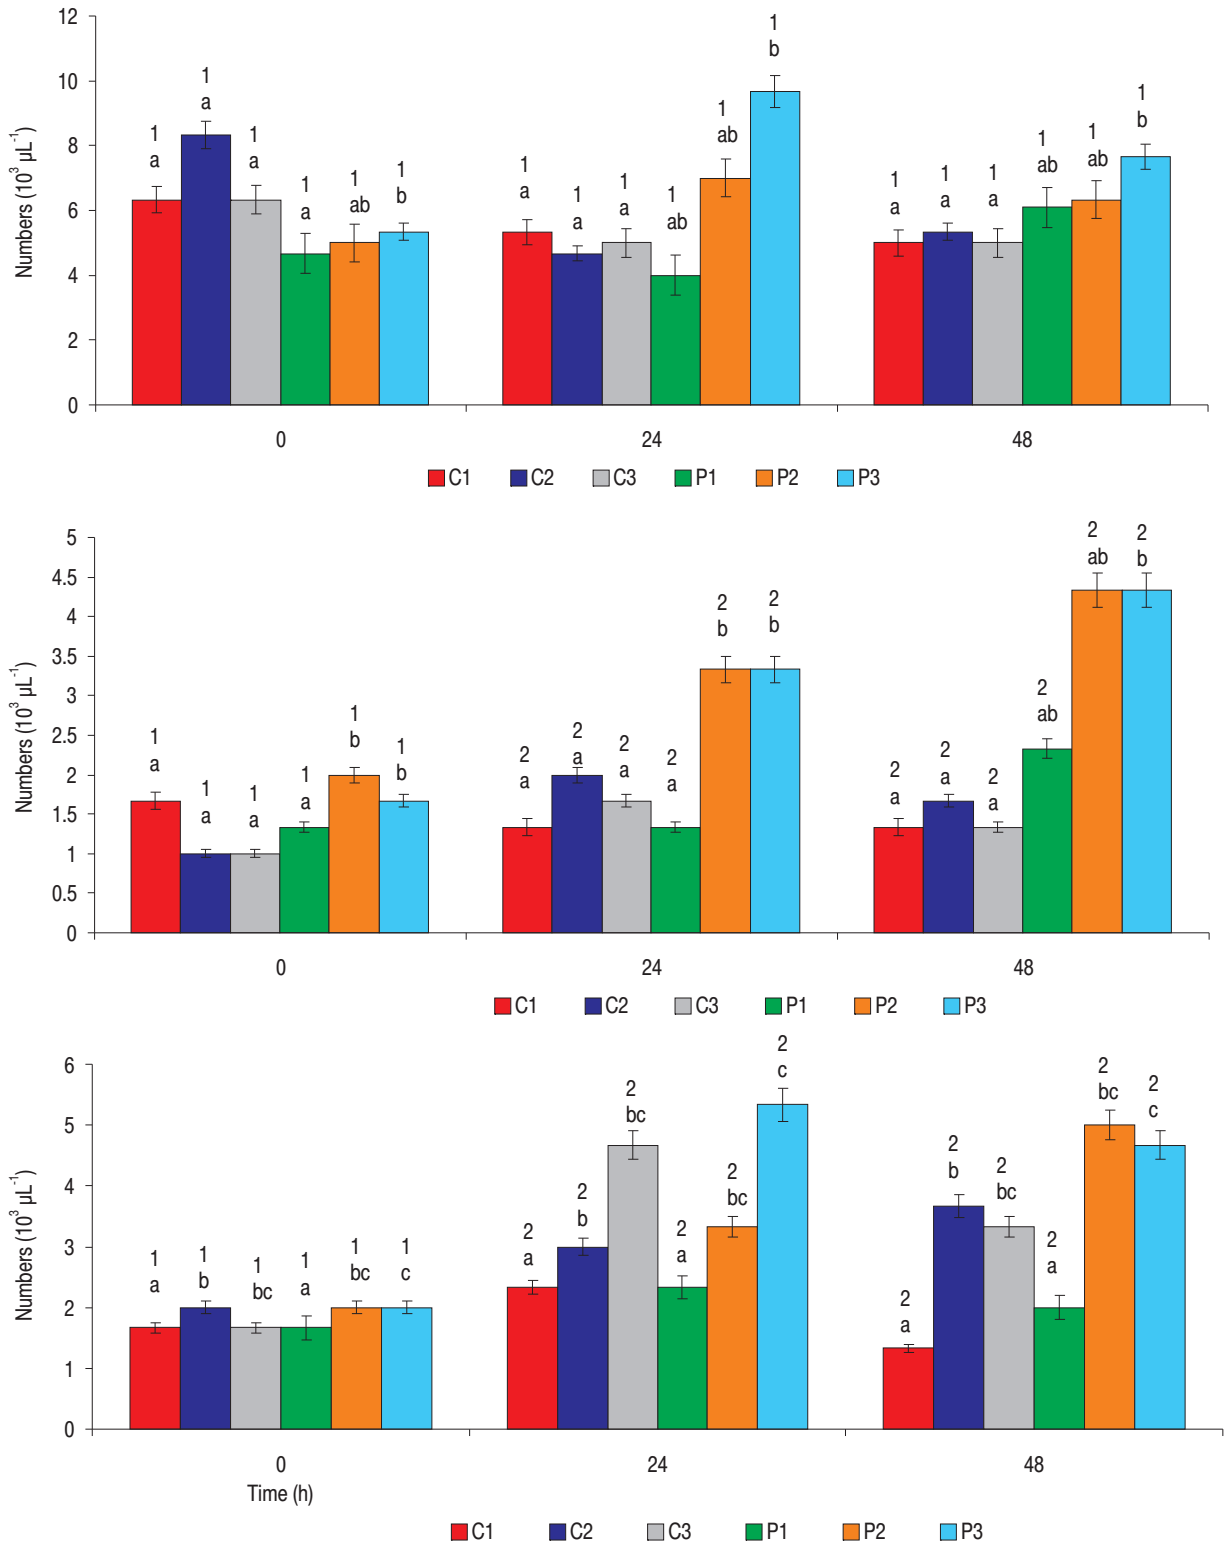 12
10
8
6
4
2
0
Numbers (10³ µL⁻¹)
1 a
1 a
1 a
1 a
1 ab
1 b
1 a
1 a
1 a
1 ab
1 ab
1 b
1 a
1 a
1 a
1 ab
1 ab
1 b
0 24 48
C1 C2 C3 P1 P2 P3
5
4.5
4
3.5
3
2.5
2
1.5
1
0.5
0
Numbers (10³ µL⁻¹)
1 a
1 a
1 a
1 a
1 b
1 b
2 a
2 a
2 a
2 a
2 b
2 b
2 a
2 a
2 a
2 ab
2 ab
2 b
0 24 48
C1 C2 C3 P1 P2 P3
6
5
4
3
2
1
0
Numbers (10³ µL⁻¹)
1 a
1 b
1 bc
1 a
1 bc
1 c
2 a
2 b
2 bc
2 a
2 bc
2 c
2 a
2 b
2 bc
2 a
2 bc
2 c
0 24 48
Time (h)
C1 C2 C3 P1 P2 P3